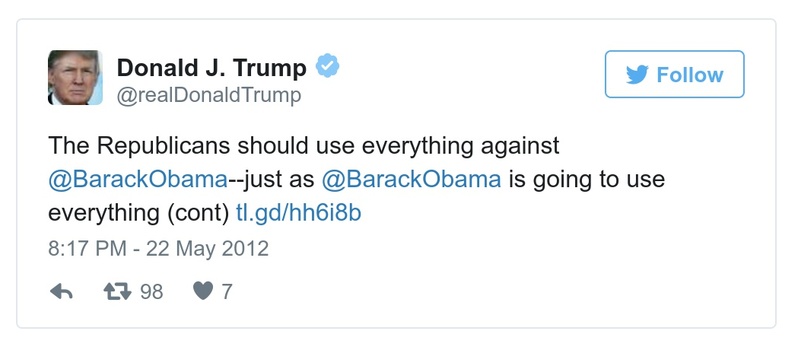 Donald J. Trump
@realDonaldTrump
Follow
The Republicans should use everything against
@BarackObama--just as @BarackObama is going to use
everything (cont) tl.gd/hh6i8b
8:17 PM - 22 May 2012
98 7